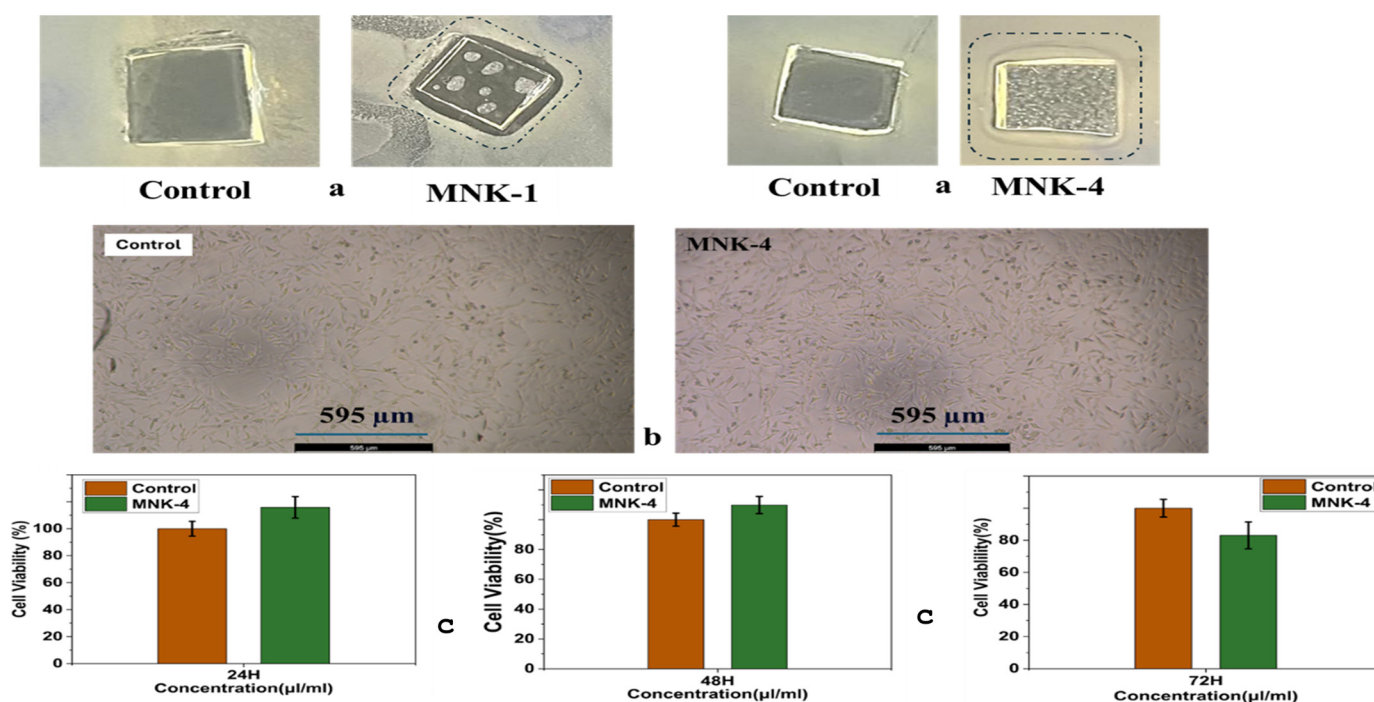 Control a MNK-1
Control a MNK-4
Control
595 µm
595 µm
b
MNK-4
595 µm
595 µm
Control
MNK-4
Cell Viability (%)
100
80
60
40
20
0
24H
Concentration(µl/ml)
c
Control
MNK-4
Cell Viability(%)
80
60
40
20
0
48H
Concentration(µl/ml)
c
Control
MNK-4
Cell Viablility(%)
80
60
40
20
0
72H
Concentration(µl/ml)